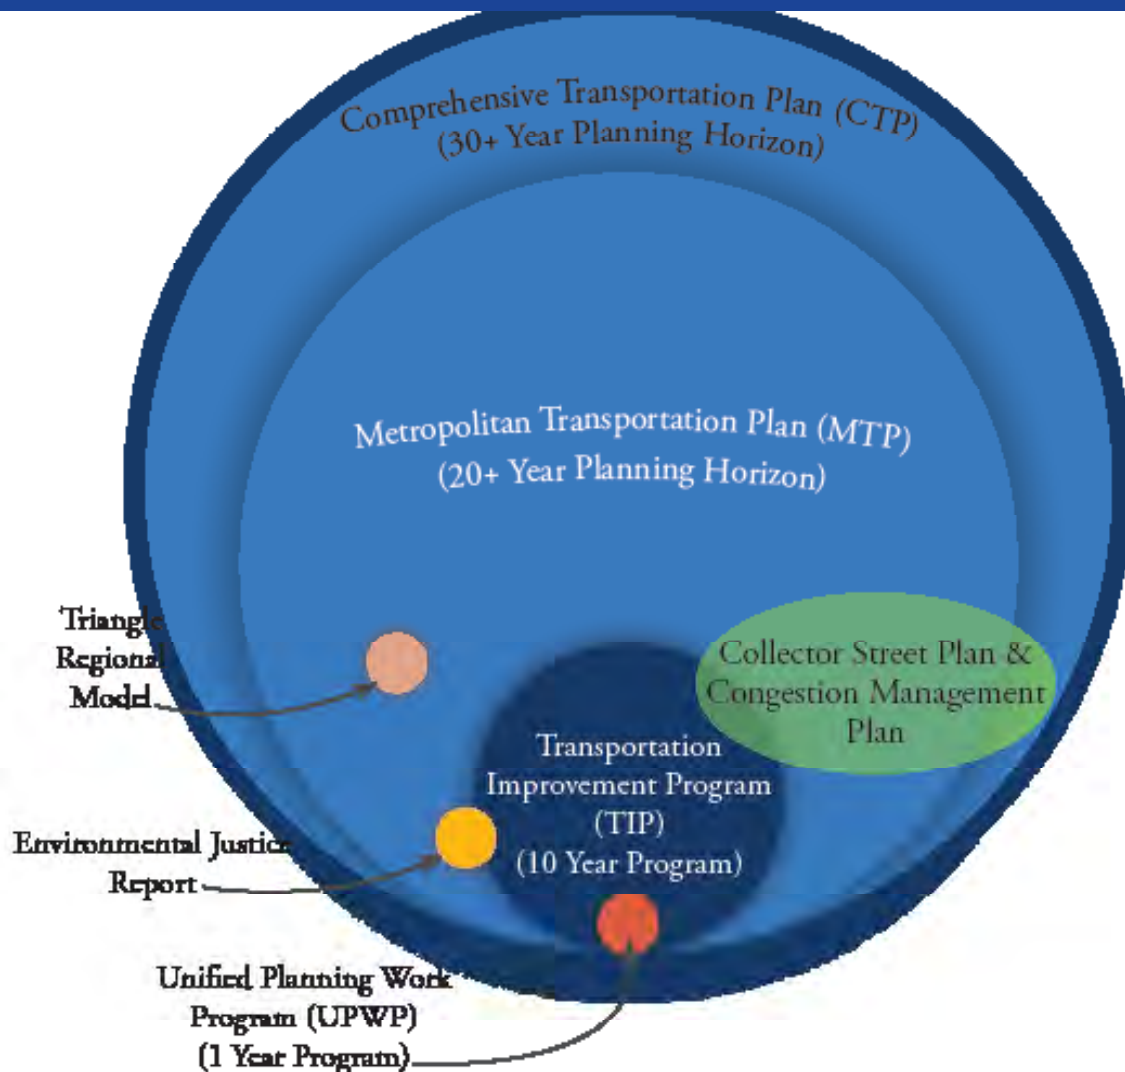 Comprehensive Transportation Plan (CTP)
(30+ Year Planning Horizon)
Metropolitan Transportation Plan (MTP)
(20+ Year Planning Horizon)
Triangle
Regional
Model
Collector Street Plan &
Congestion Management
Plan
Transportation
Improvement Program
(TIP)
(10 Year Program)
Environmental Justice
Report
Unified Planning Work
Program (UPWP)
(1 Year Program)